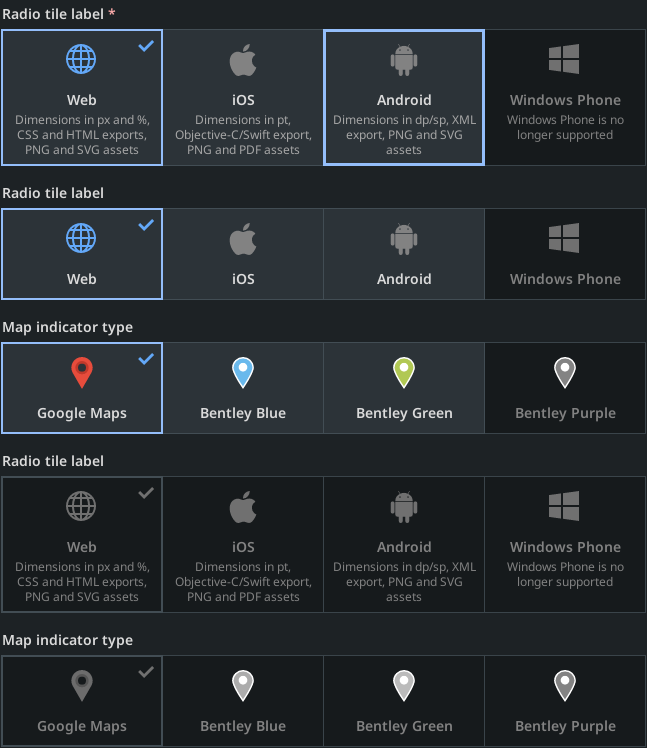 Radio tile label *
Web
Dimensions in px and %,
CSS and HTML exports,
PNG and SVG assets
iOS
Dimensions in pt,
Objective-C/Swift export,
PNG and PDF assets
Android
Dimensions in dp/sp, XML
export, PNG and SVG
assets
Windows Phone
Windows Phone is no
longer supported
Radio tile label
Web
iOS
Android
Windows Phone
Map indicator type
Google Maps
Bentley Blue
Bentley Green
Bentley Purple
Radio tile label
Web
Dimensions in px and %,
CSS and HTML exports,
PNG and SVG assets
iOS
Dimensions in pt,
Objective-C/Swift export,
PNG and PDF assets
Android
Dimensions in dp/sp, XML
export, PNG and SVG
assets
Windows Phone
Windows Phone is no
longer supported
Map indicator type
Google Maps
Bentley Blue
Bentley Green
Bentley Purple